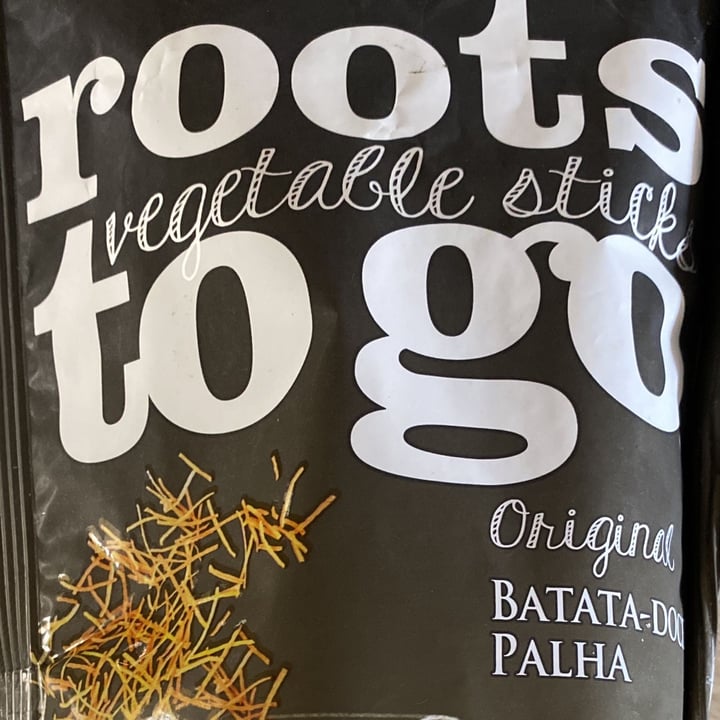 roots
vegetable sticks
to go
Original
BATATA-DOCE
PALHA